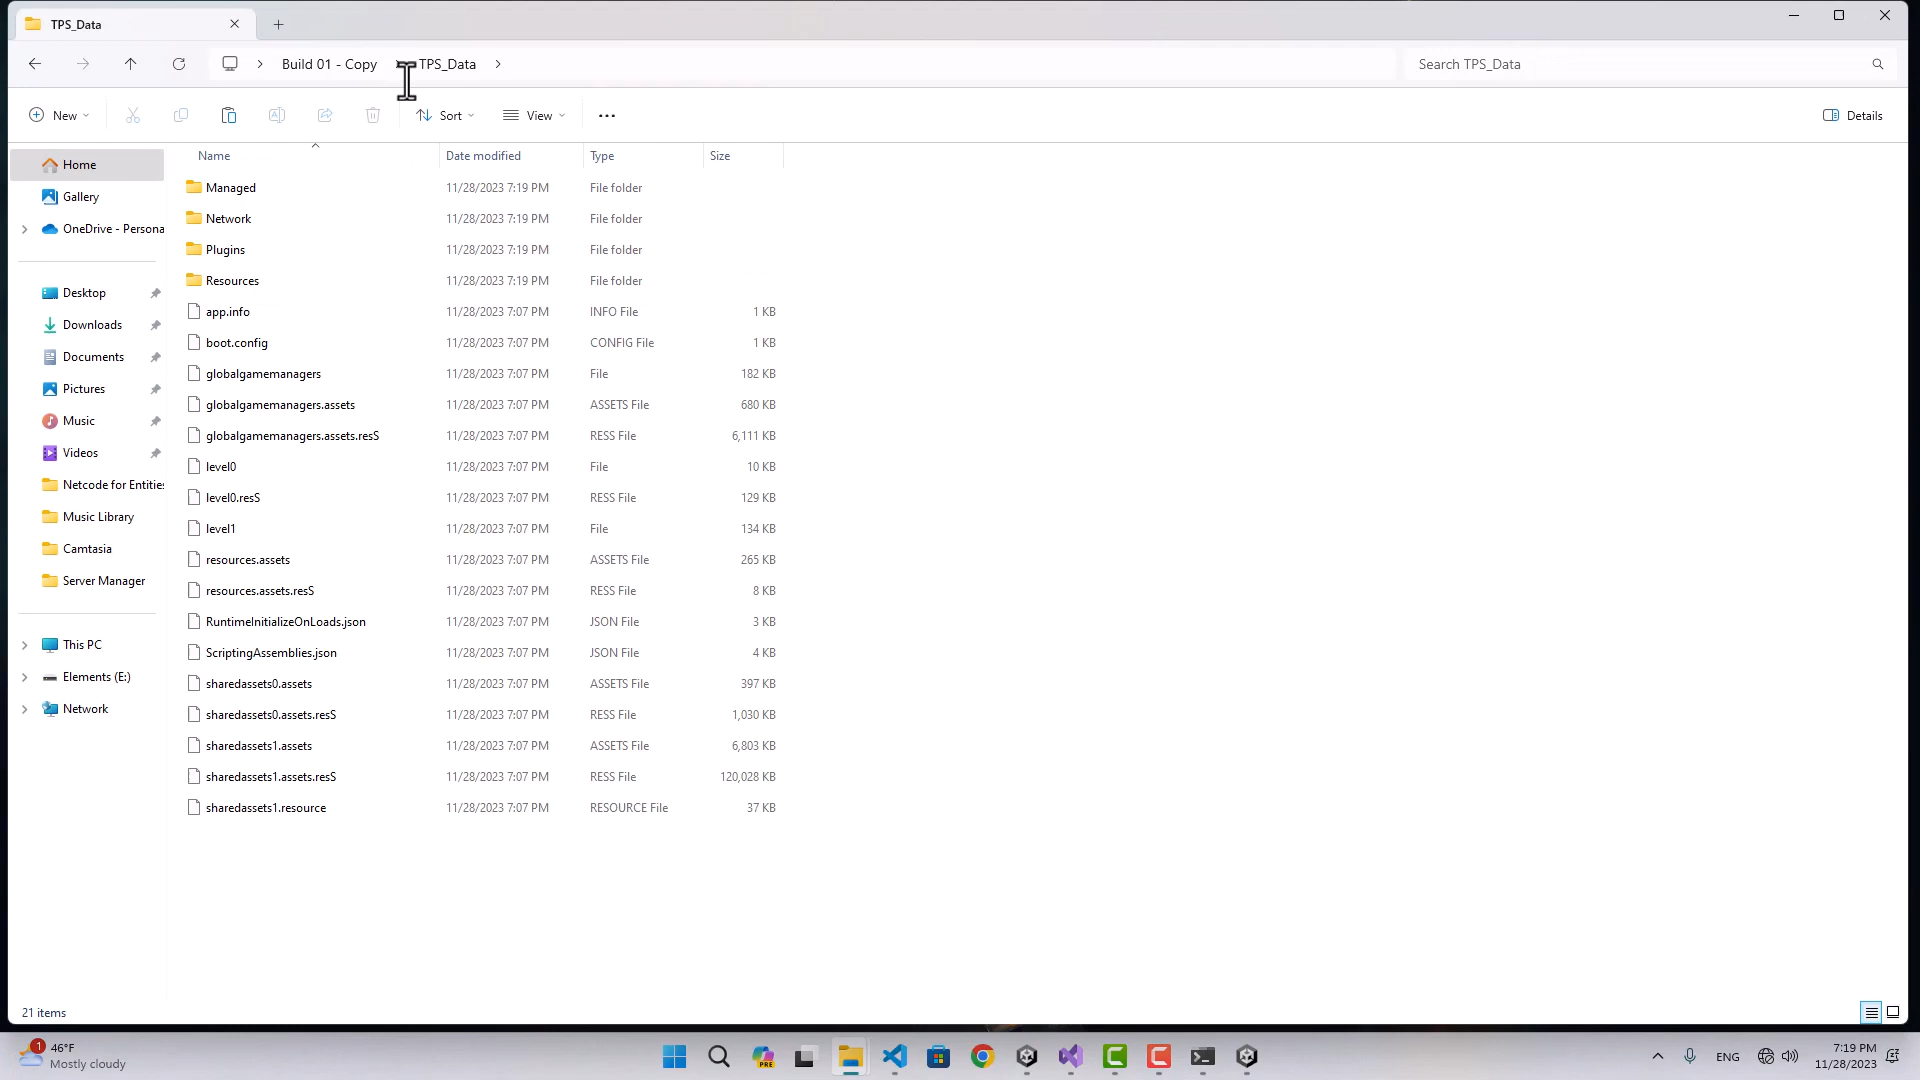 TPS_Data
Build 01 - Copy TPS_Data
Search TPS_Data
New Sort View Details
Name Date modified Type Size
Home
Gallery
OneDrive - Persona
Desktop
Downloads
Documents
Pictures
Music
Videos
Netcode for Entities
Music Library
Camtasia
Server Manager
This PC
Elements (E:)
Network
Managed 11/28/2023 7:19 PM File folder
Network 11/28/2023 7:19 PM File folder
Plugins 11/28/2023 7:19 PM File folder
Resources 11/28/2023 7:19 PM File folder
app.info 11/28/2023 7:07 PM INFO File 1 KB
boot.config 11/28/2023 7:07 PM CONFIG File 1 KB
globalgamemanagers 11/28/2023 7:07 PM File 182 KB
globalgamemanagers.assets 11/28/2023 7:07 PM ASSETS File 680 KB
globalgamemanagers.assets.resS 11/28/2023 7:07 PM RESS File 6,111 KB
level0 11/28/2023 7:07 PM File 10 KB
level0.resS 11/28/2023 7:07 PM RESS File 129 KB
level1 11/28/2023 7:07 PM File 134 KB
resources.assets 11/28/2023 7:07 PM ASSETS File 265 KB
resources.assets.resS 11/28/2023 7:07 PM RESS File 8 KB
RuntimeInitializeOnLoads.json 11/28/2023 7:07 PM JSON File 3 KB
ScriptingAssemblies.json 11/28/2023 7:07 PM JSON File 4 KB
sharedassets0.assets 11/28/2023 7:07 PM ASSETS File 397 KB
sharedassets0.assets.resS 11/28/2023 7:07 PM RESS File 1,030 KB
sharedassets1.assets 11/28/2023 7:07 PM ASSETS File 6,803 KB
sharedassets1.assets.resS 11/28/2023 7:07 PM RESS File 120,028 KB
sharedassets1.resource 11/28/2023 7:07 PM RESOURCE File 37 KB
21 items
1
46°F
Mostly cloudy
PRE
ENG
7:19 PM
11/28/2023